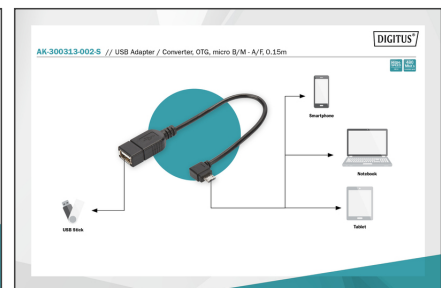 DIGITUS®
AK-300313-002-S // USB Adapter / Converter, OTG, micro B/M - A/F, 0.15m
Smartphone
Notebook
USB Stick
Tablet